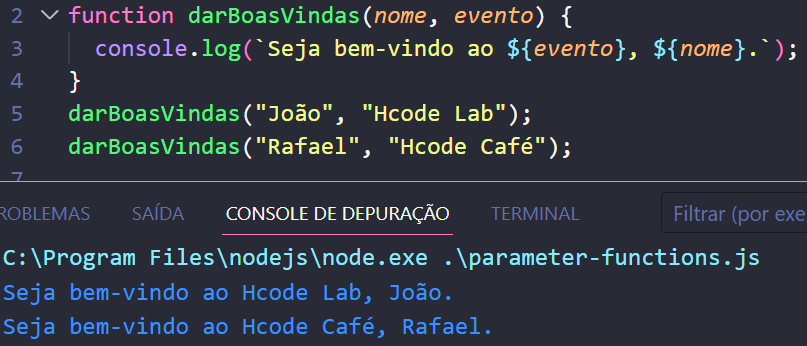 2 function darBoasVindas(nome, evento) {
3 console.log(`Seja bem-vindo ao ${evento}, ${nome}.`);
4 }
5 darBoasVindas("João", "Hcode Lab");
6 darBoasVindas("Rafael", "Hcode Café");
7
ROBLEMAS SAÍDA CONSOLE DE DEPURAÇÃO TERMINAL Filtrar (por exe
C:\Program Files\nodejs\node.exe .\parameter-functions.js
Seja bem-vindo ao Hcode Lab, João.
Seja bem-vindo ao Hcode Café, Rafael.